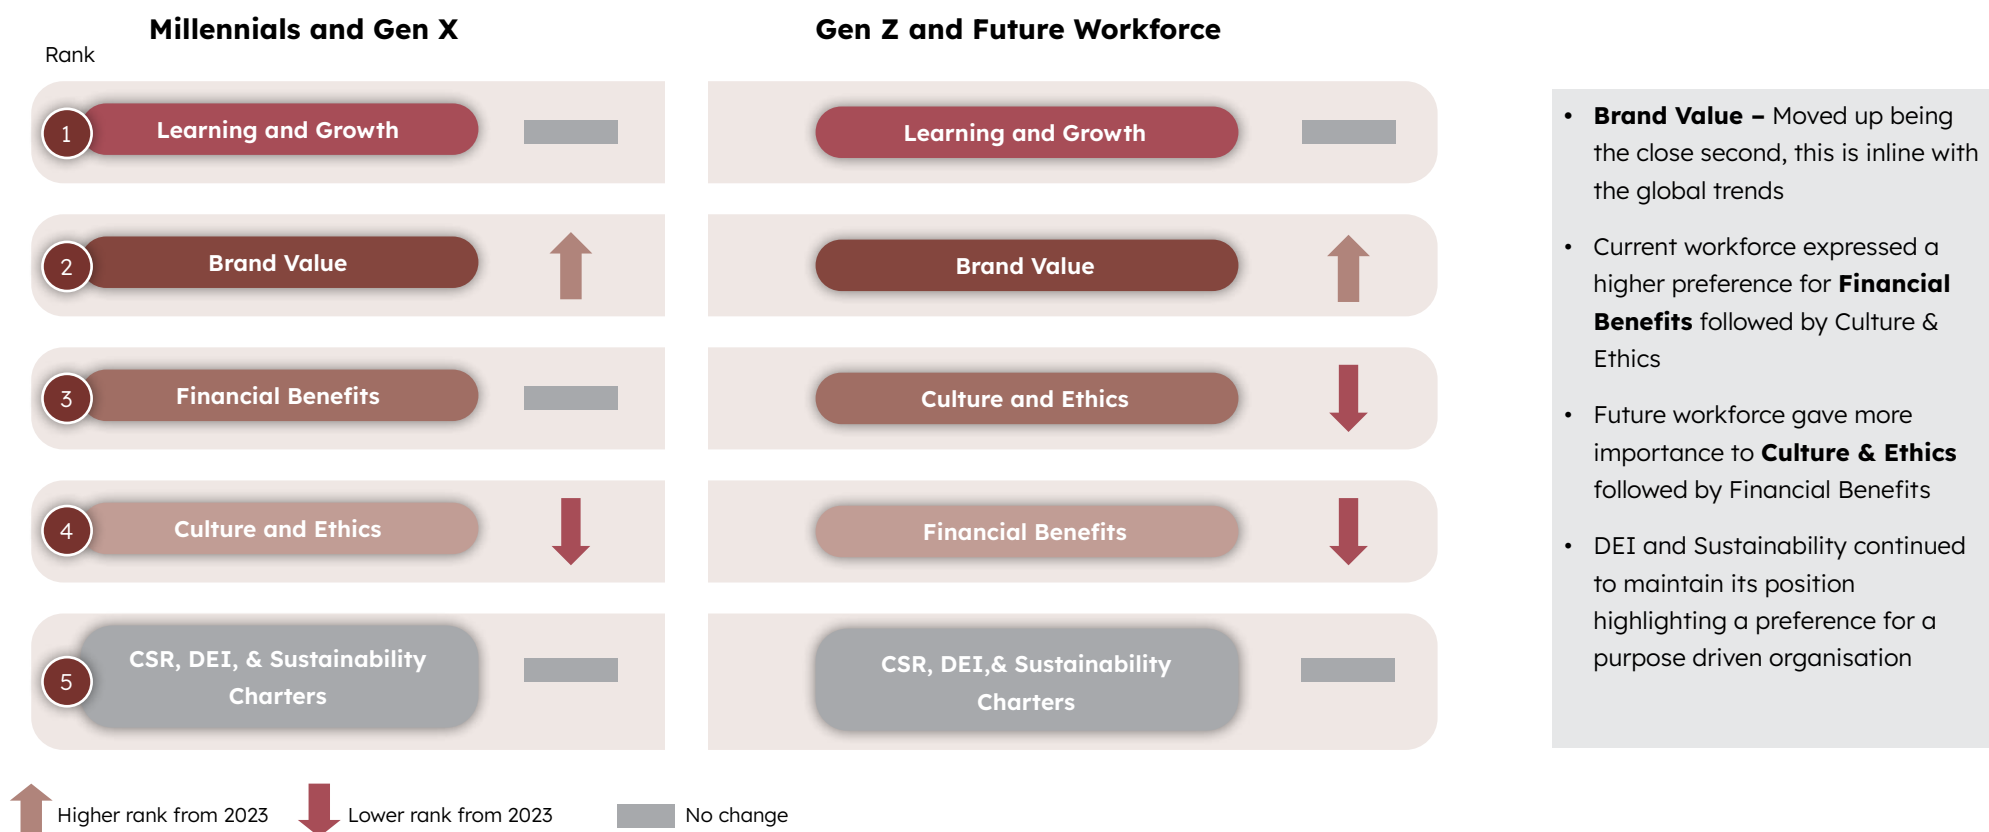 Millennials and Gen X
Gen Z and Future Workforce
Rank
1
Learning and Growth
Learning and Growth
2
Brand Value
Brand Value
3
Financial Benefits
Culture and Ethics
4
Culture and Ethics
Financial Benefits
5
CSR, DEI, & Sustainability
Charters
CSR, DEI,& Sustainability
Charters
Higher rank from 2023
Lower rank from 2023
No change
• Brand Value – Moved up being
the close second, this is inline with
the global trends
• Current workforce expressed a
higher preference for Financial
Benefits followed by Culture &
Ethics
• Future workforce gave more
importance to Culture & Ethics
followed by Financial Benefits
• DEI and Sustainability continued
to maintain its position
highlighting a preference for a
purpose driven organisation